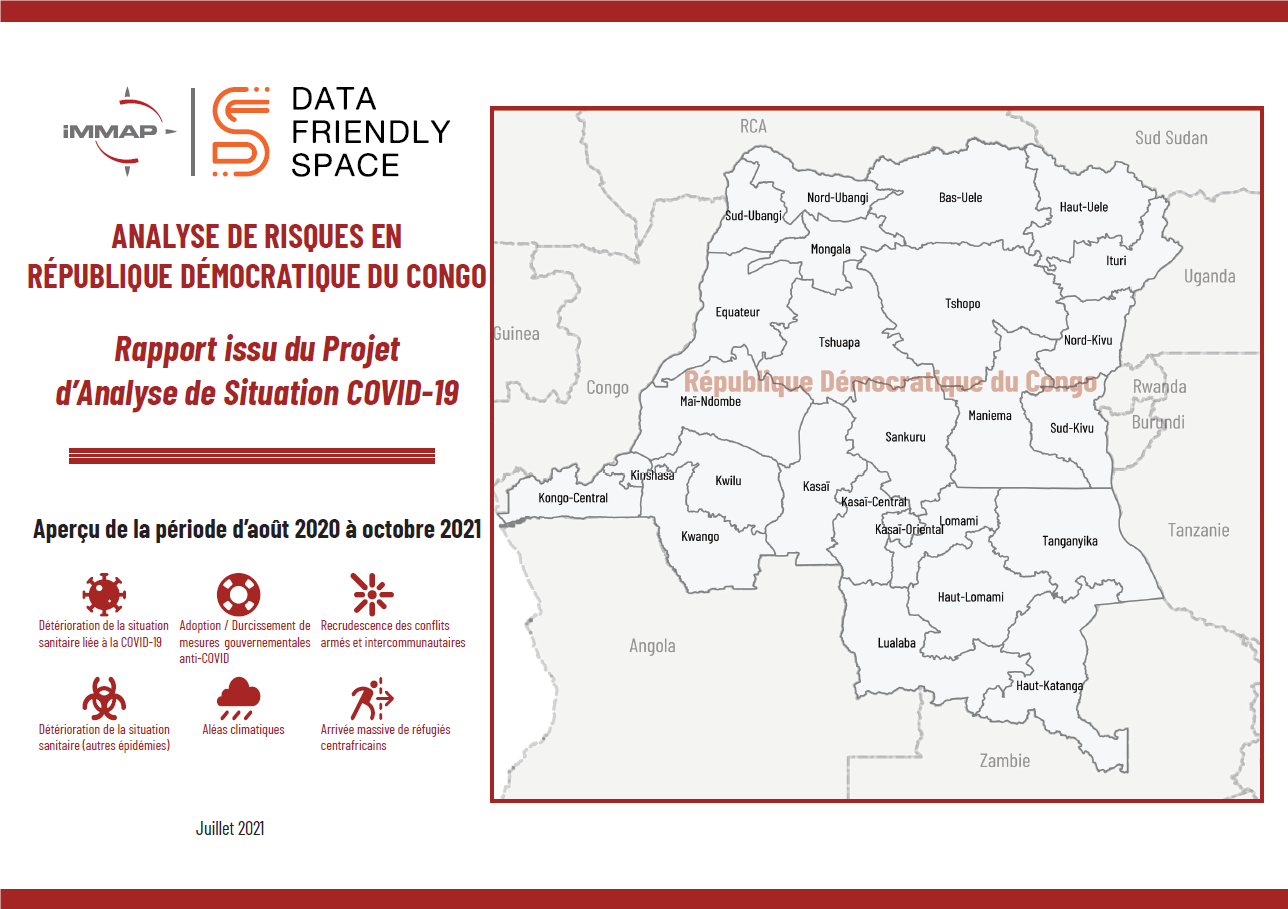 iMMAP
DATA
FRIENDLY
SPACE
ANALYSE DE RISQUES EN
RÉPUBLIQUE DÉMOCRATIQUE DU CONGO
Rapport issu du Projet
d'Analyse de Situation COVID-19
Aperçu de la période d'août 2020 à octobre 2021
Détérioration de la situation
sanitaire liée à la COVID-19
Adoption / Durcissement de
mesures gouvernementales
anti-COVID
Recrudescence des conflits
armés et intercommunautaires
Détérioration de la situation
sanitaire (autres épidémies)
Aléas climatiques
Arrivée massive de réfugiés
centrafricains
Juillet 2021
RCA
Sud Sudan
Nord-Ubangi
Bas-Uele
Haut-Uele
Sud-Ubangi
Mongala
Ituri
Uganda
Equateur
Tshopo
Guinea
Tshuapa
Nord-Kivu
République Démocratique du Congo
Congo
Rwanda
Maï-Ndombe
Maniema
Burundi
Sankuru
Sud-Kivu
Kinshasa
Kwilu
Kasaï
Kongo-Central
Kasaï-Central
Kasaï-Oriental
Lomami
Tanzanie
Kwango
Tanganyika
Haut-Lomami
Angola
Lualaba
Haut-Katanga
Zambie